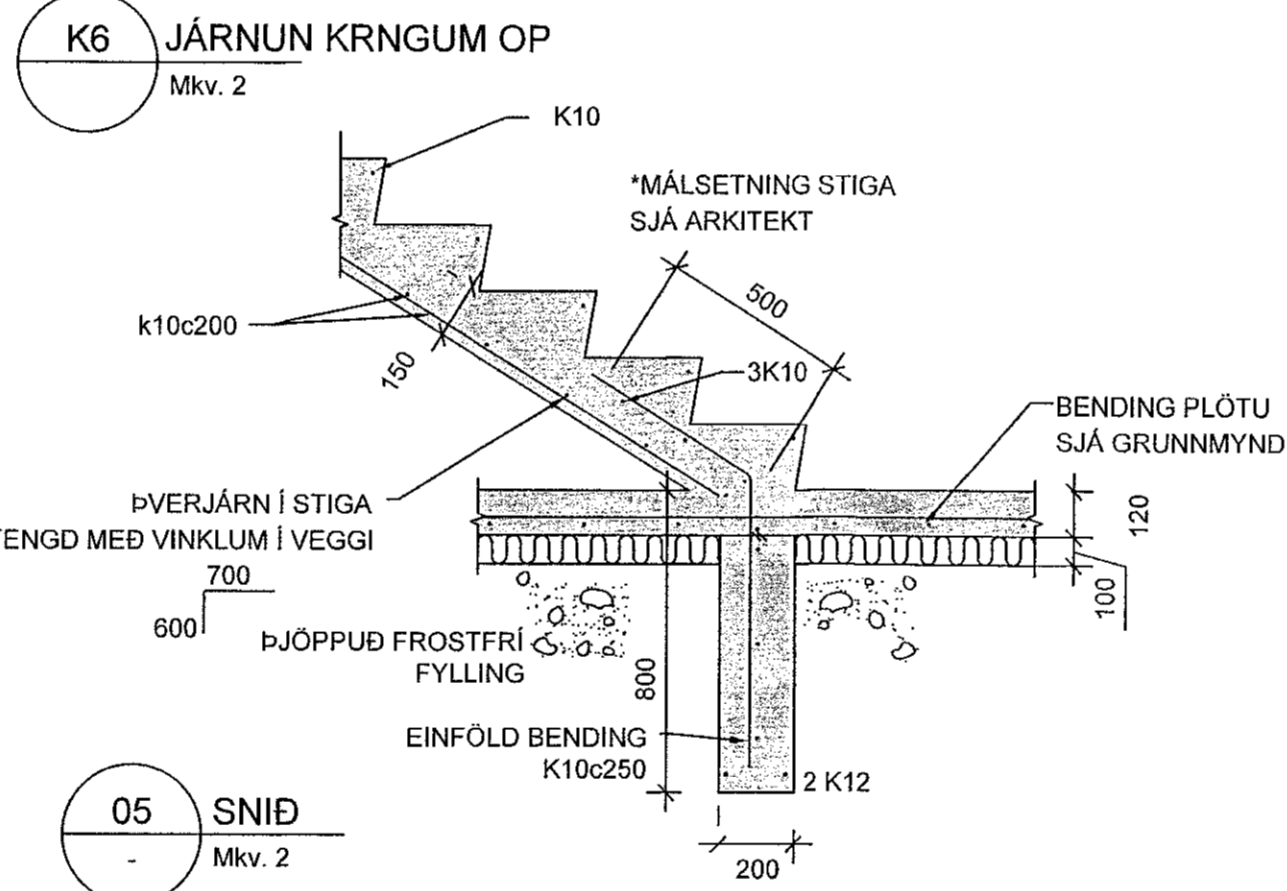 K6
JÁRNUN KRNGUM OP
Mkv. 2
K10
*MÁLSETNING STIGA
SJÁ ARKITEKT
500
k10c200
150
3K10
BENDING PLÖTU
SJÁ GRUNNMYND
ÞVERJÁRN Í STIGA
TENGD MEÐ VINKLUM Í VEGGI
120
100
700
600
ÞJÖPPUÐ FROSTFRÍ
FYLLING
800
EINFÖLD BENDING
K10c250
2 K12
200
05
SNIÐ
-
Mkv. 2